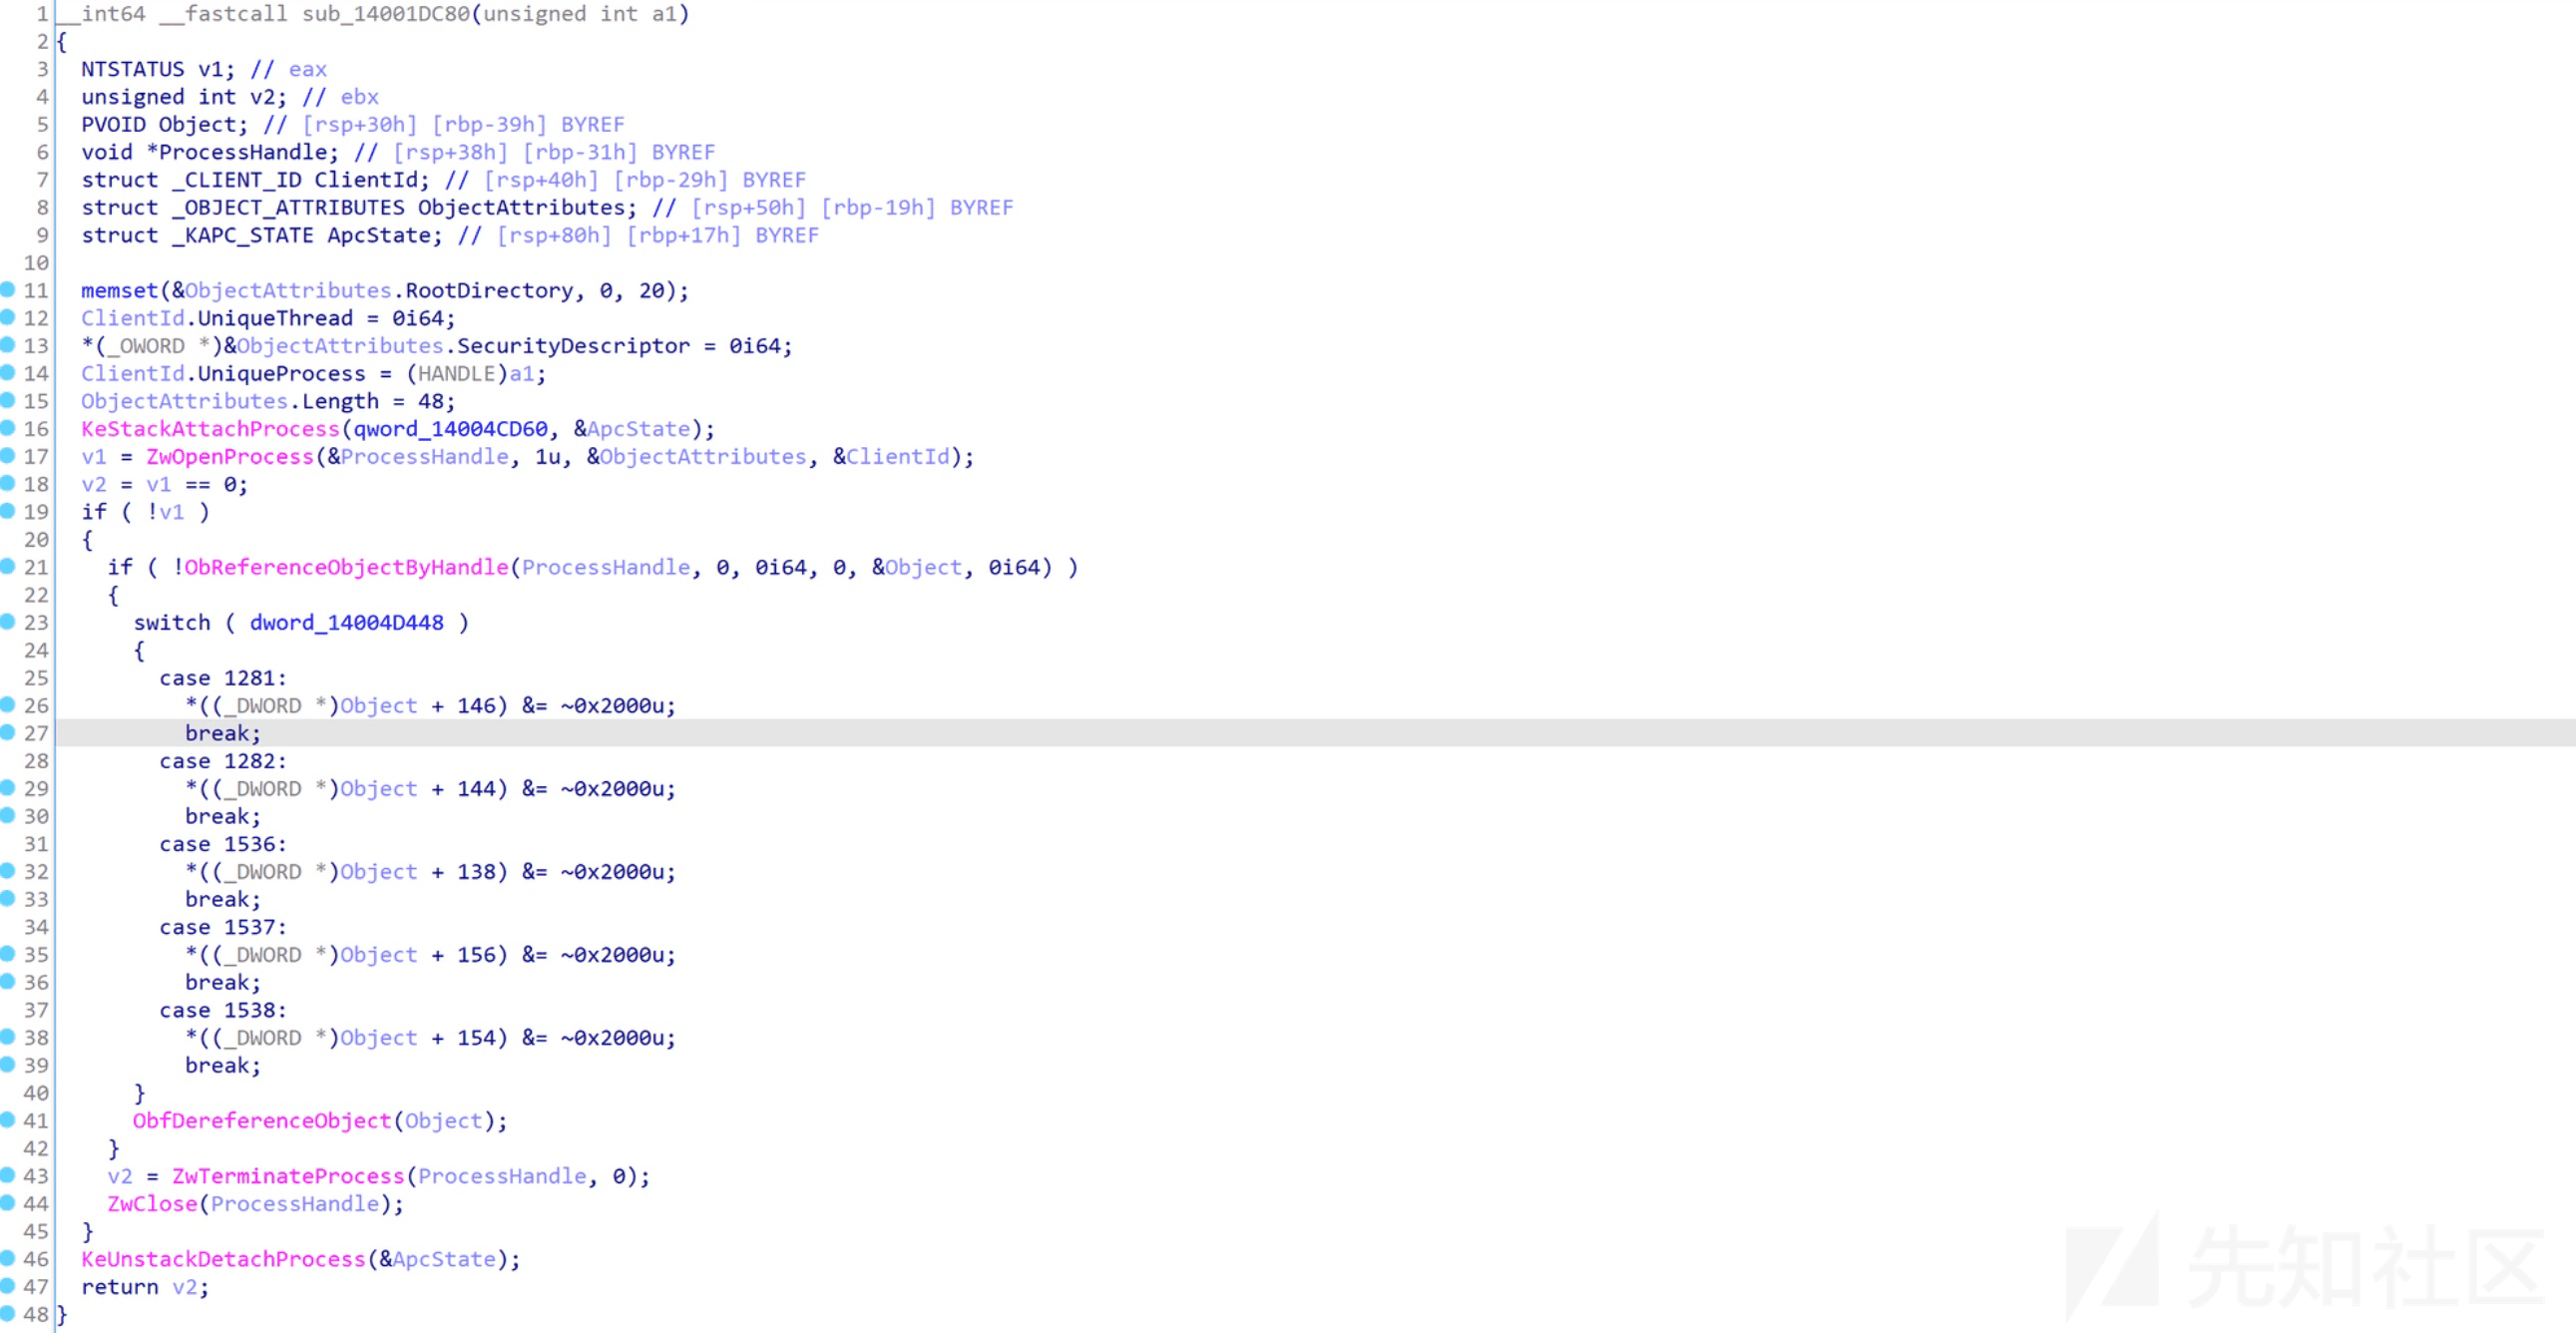 1 __int64 __fastcall sub_14001DC80(unsigned int a1)
2 {
3 NTSTATUS v1; // eax
4 unsigned int v2; // ebx
5 PVOID Object; // [rsp+30h] [rbp-39h] BYREF
6 void *ProcessHandle; // [rsp+38h] [rbp-31h] BYREF
7 struct _CLIENT_ID ClientId; // [rsp+40h] [rbp-29h] BYREF
8 struct _OBJECT_ATTRIBUTES ObjectAttributes; // [rsp+50h] [rbp-19h] BYREF
9 struct _KAPC_STATE ApcState; // [rsp+80h] [rbp+17h] BYREF
10
11 memset(&ObjectAttributes.RootDirectory, 0, 20);
12 ClientId.UniqueThread = 0i64;
13 *(_OWORD *)&ObjectAttributes.SecurityDescriptor = 0i64;
14 ClientId.UniqueProcess = (HANDLE)a1;
15 ObjectAttributes.Length = 48;
16 KeStackAttachProcess(qword_14004CD60, &ApcState);
17 v1 = ZwOpenProcess(&ProcessHandle, 1u, &ObjectAttributes, &ClientId);
18 v2 = v1 == 0;
19 if ( !v1 )
20 {
21 if ( !ObReferenceObjectByHandle(ProcessHandle, 0, 0i64, 0, &Object, 0i64) )
22 {
23 switch ( dword_14004D448 )
24 {
25 case 1281:
26 *((_DWORD *)Object + 146) &= ~0x2000u;
27 break;
28 case 1282:
29 *((_DWORD *)Object + 144) &= ~0x2000u;
30 break;
31 case 1536:
32 *((_DWORD *)Object + 138) &= ~0x2000u;
33 break;
34 case 1537:
35 *((_DWORD *)Object + 156) &= ~0x2000u;
36 break;
37 case 1538:
38 *((_DWORD *)Object + 154) &= ~0x2000u;
39 break;
40 }
41 ObfDereferenceObject(Object);
42 }
43 v2 = ZwTerminateProcess(ProcessHandle, 0);
44 ZwClose(ProcessHandle);
45 }
46 KeUnstackDetachProcess(&ApcState);
47 return v2;
48 }
先知社区